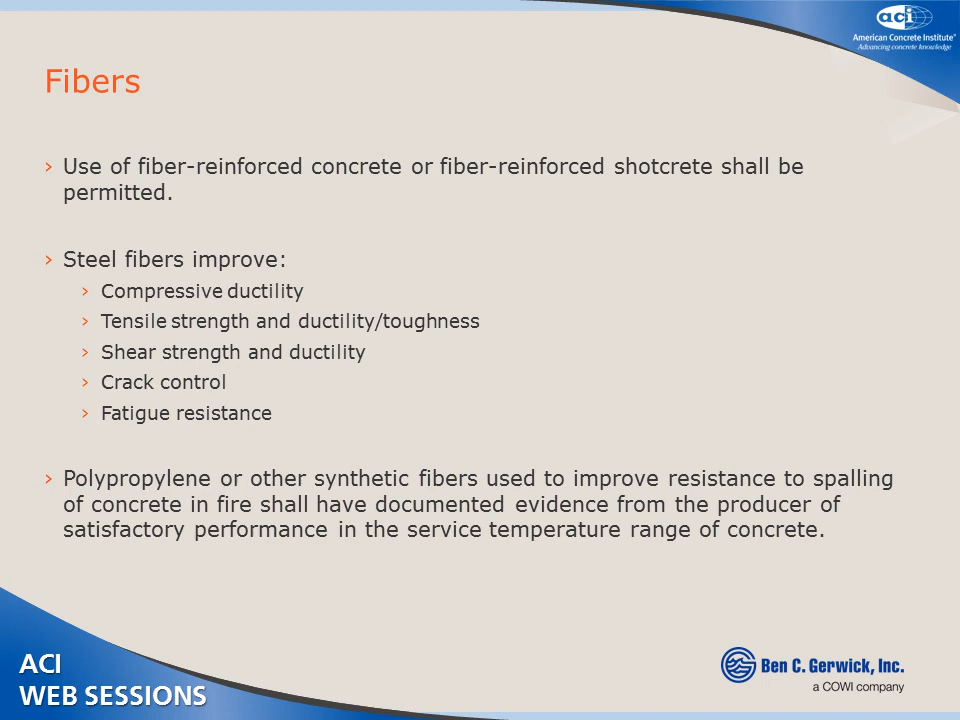 aci
American Concrete Institute®
Advancing concrete knowledge
Fibers
› Use of fiber-reinforced concrete or fiber-reinforced shotcrete shall be
permitted.
› Steel fibers improve:
› Compressive ductility
› Tensile strength and ductility/toughness
› Shear strength and ductility
› Crack control
› Fatigue resistance
› Polypropylene or other synthetic fibers used to improve resistance to spalling
of concrete in fire shall have documented evidence from the producer of
satisfactory performance in the service temperature range of concrete.
ACI
WEB SESSIONS
Ben C. Gerwick, Inc.
a COWI company